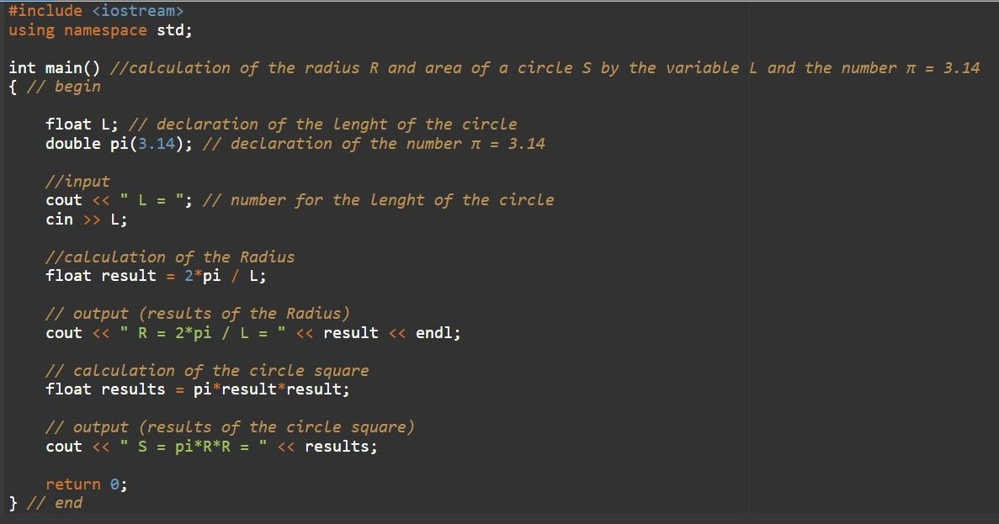 #include <iostream>
using namespace std;
int main() //calculation of the radius R and area of a circle S by the variable L and the number π = 3.14
{ // begin
float L; // declaration of the lenght of the circle
double pi(3.14); // declaration of the number π = 3.14
//input
cout << " L = "; // number for the lenght of the circle
cin >> L;
//calculation of the Radius
float result = 2*pi / L;
// output (results of the Radius)
cout << " R = 2*pi / L = " << result << endl;
// calculation of the circle square
float results = pi*result*result;
// output (results of the circle square)
cout << " S = pi*R*R = " << results;
return 0;
} // end